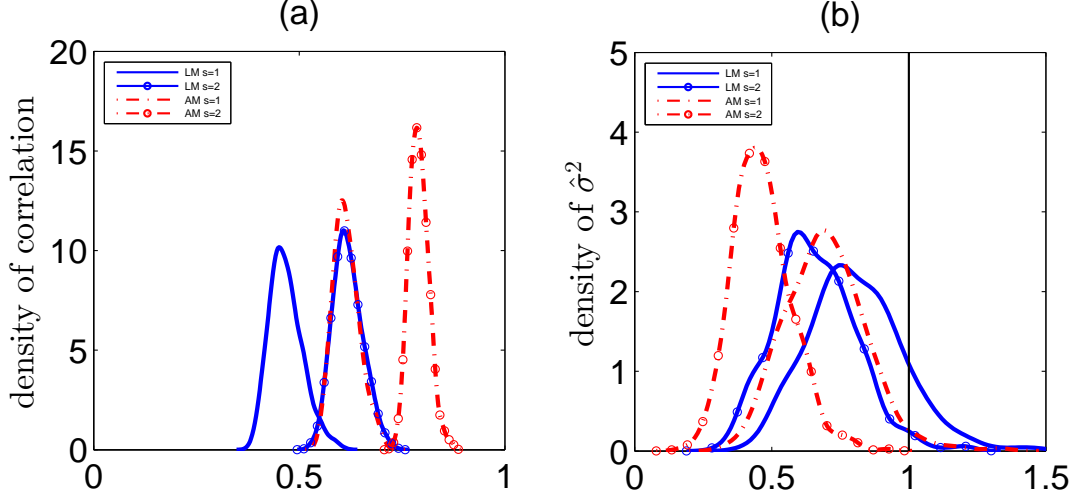 (a)
20
15
10
5
0
0
0.5
1
density of correlation
LM s=1
LM s=2
AM s=1
AM s=2
(b)
5
4
3
2
1
0
0
0.5
1
1.5
density of σ̂²
LM s=1
LM s=2
AM s=1
AM s=2